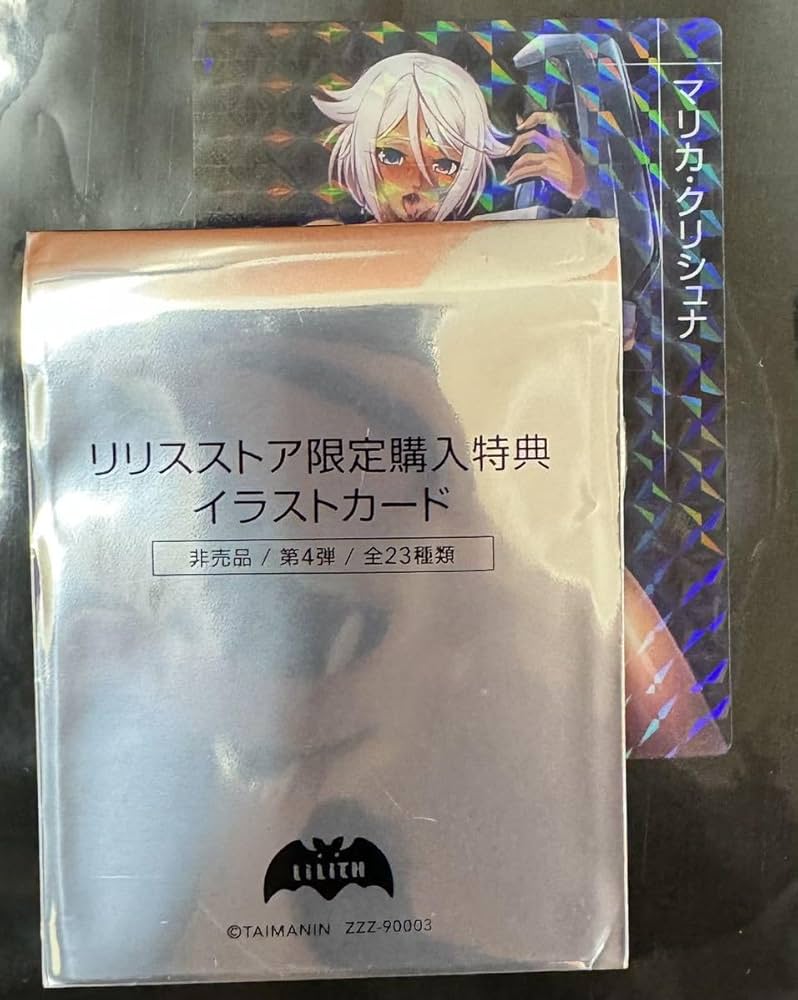 マリカ・クリシュナ
リリスストア限定購入特典
イラストカード
非売品 / 第4弾 / 全23種類
LiLiTH
©TAIMANIN ZZZ-90003